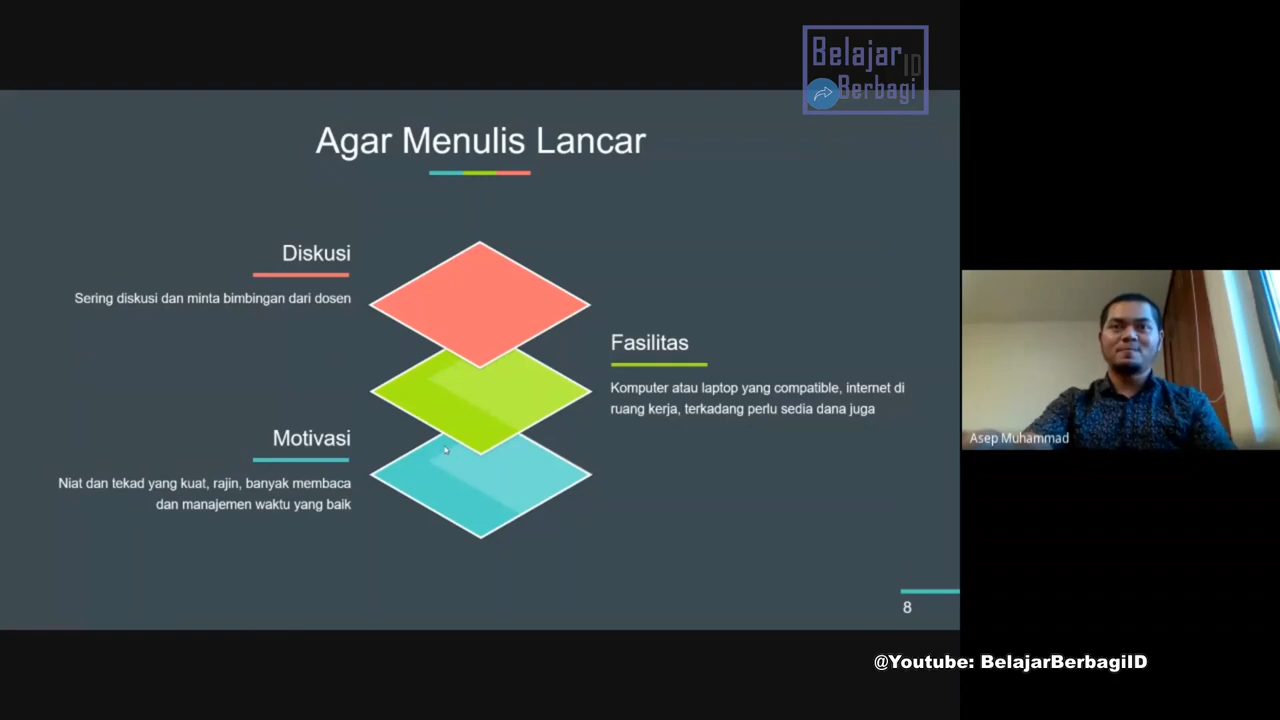 Belajar
ID
Berbagi
Agar Menulis Lancar
Diskusi
Sering diskusi dan minta bimbingan dari dosen
Fasilitas
Komputer atau laptop yang compatible, internet di
ruang kerja, terkadang perlu sedia dana juga
Motivasi
Niat dan tekad yang kuat, rajin, banyak membaca
dan manajemen waktu yang baik
Asep Muhammad
8
@Youtube: BelajarBerbagiID